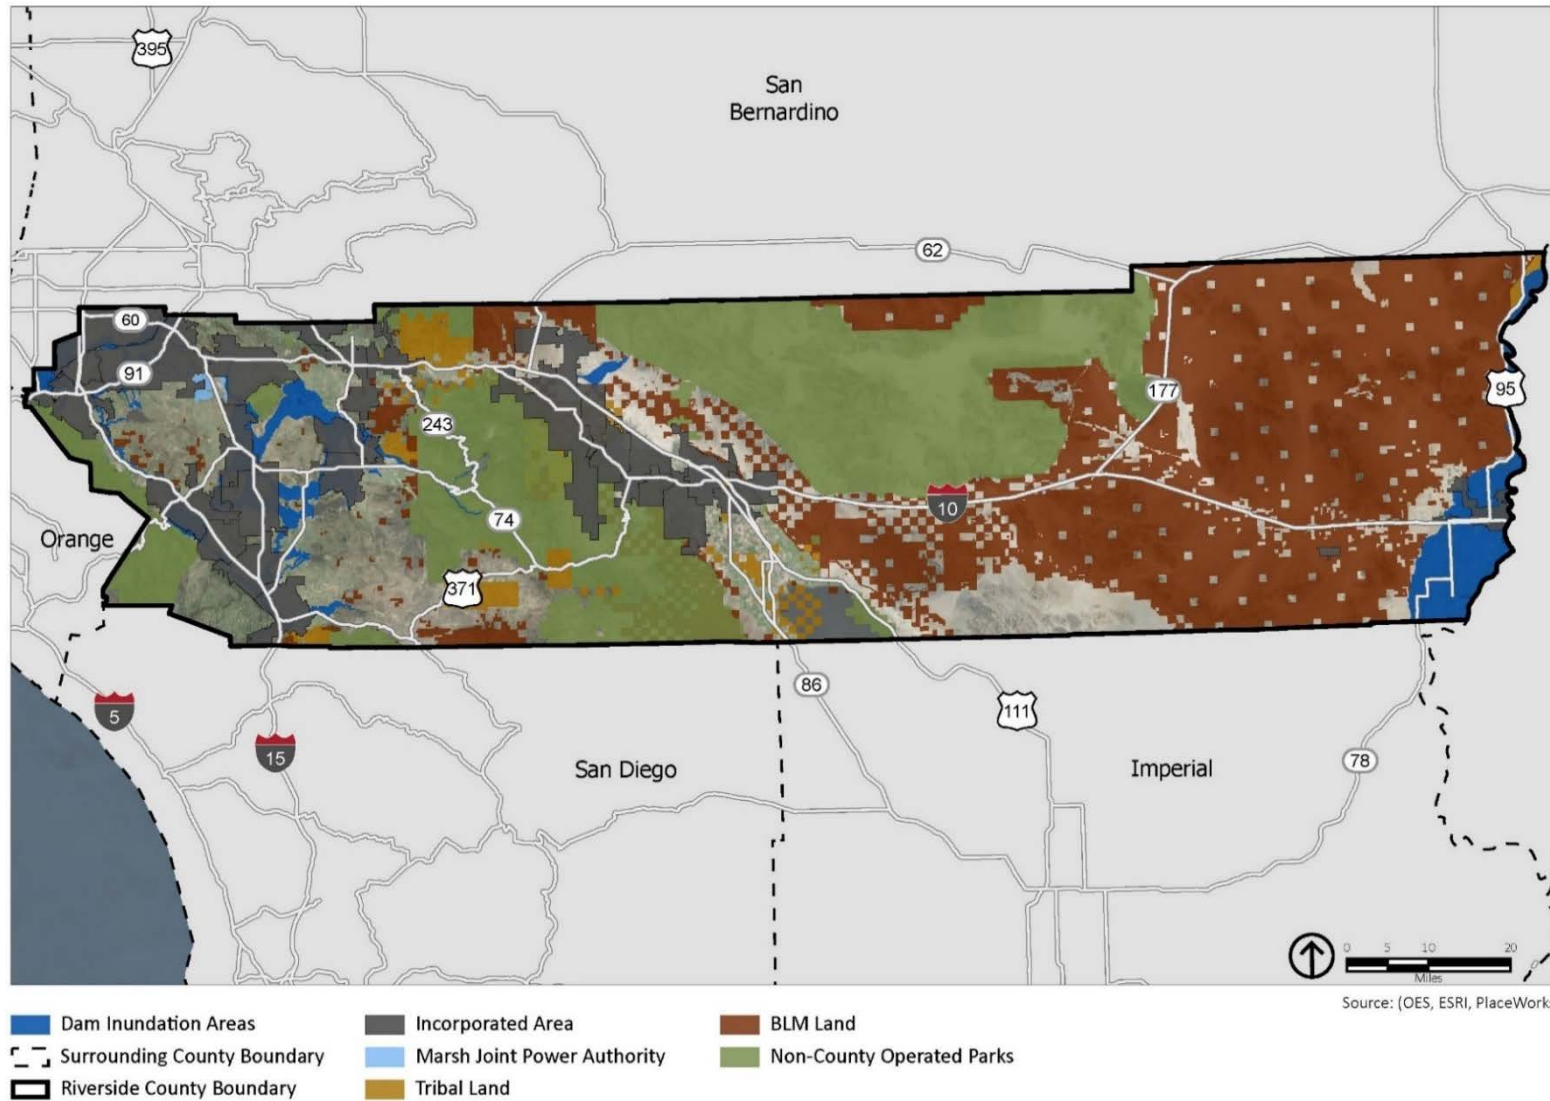 395
San
Bernardino
62
60
91
177
95
243
10
74
Orange
371
86
5
111
15
San Diego
Imperial
78
0 5 10 20
Miles
Source: (OES, ESRI, PlaceWorks
Dam Inundation Areas
Incorporated Area
BLM Land
Surrounding County Boundary
Marsh Joint Power Authority
Non-County Operated Parks
Riverside County Boundary
Tribal Land